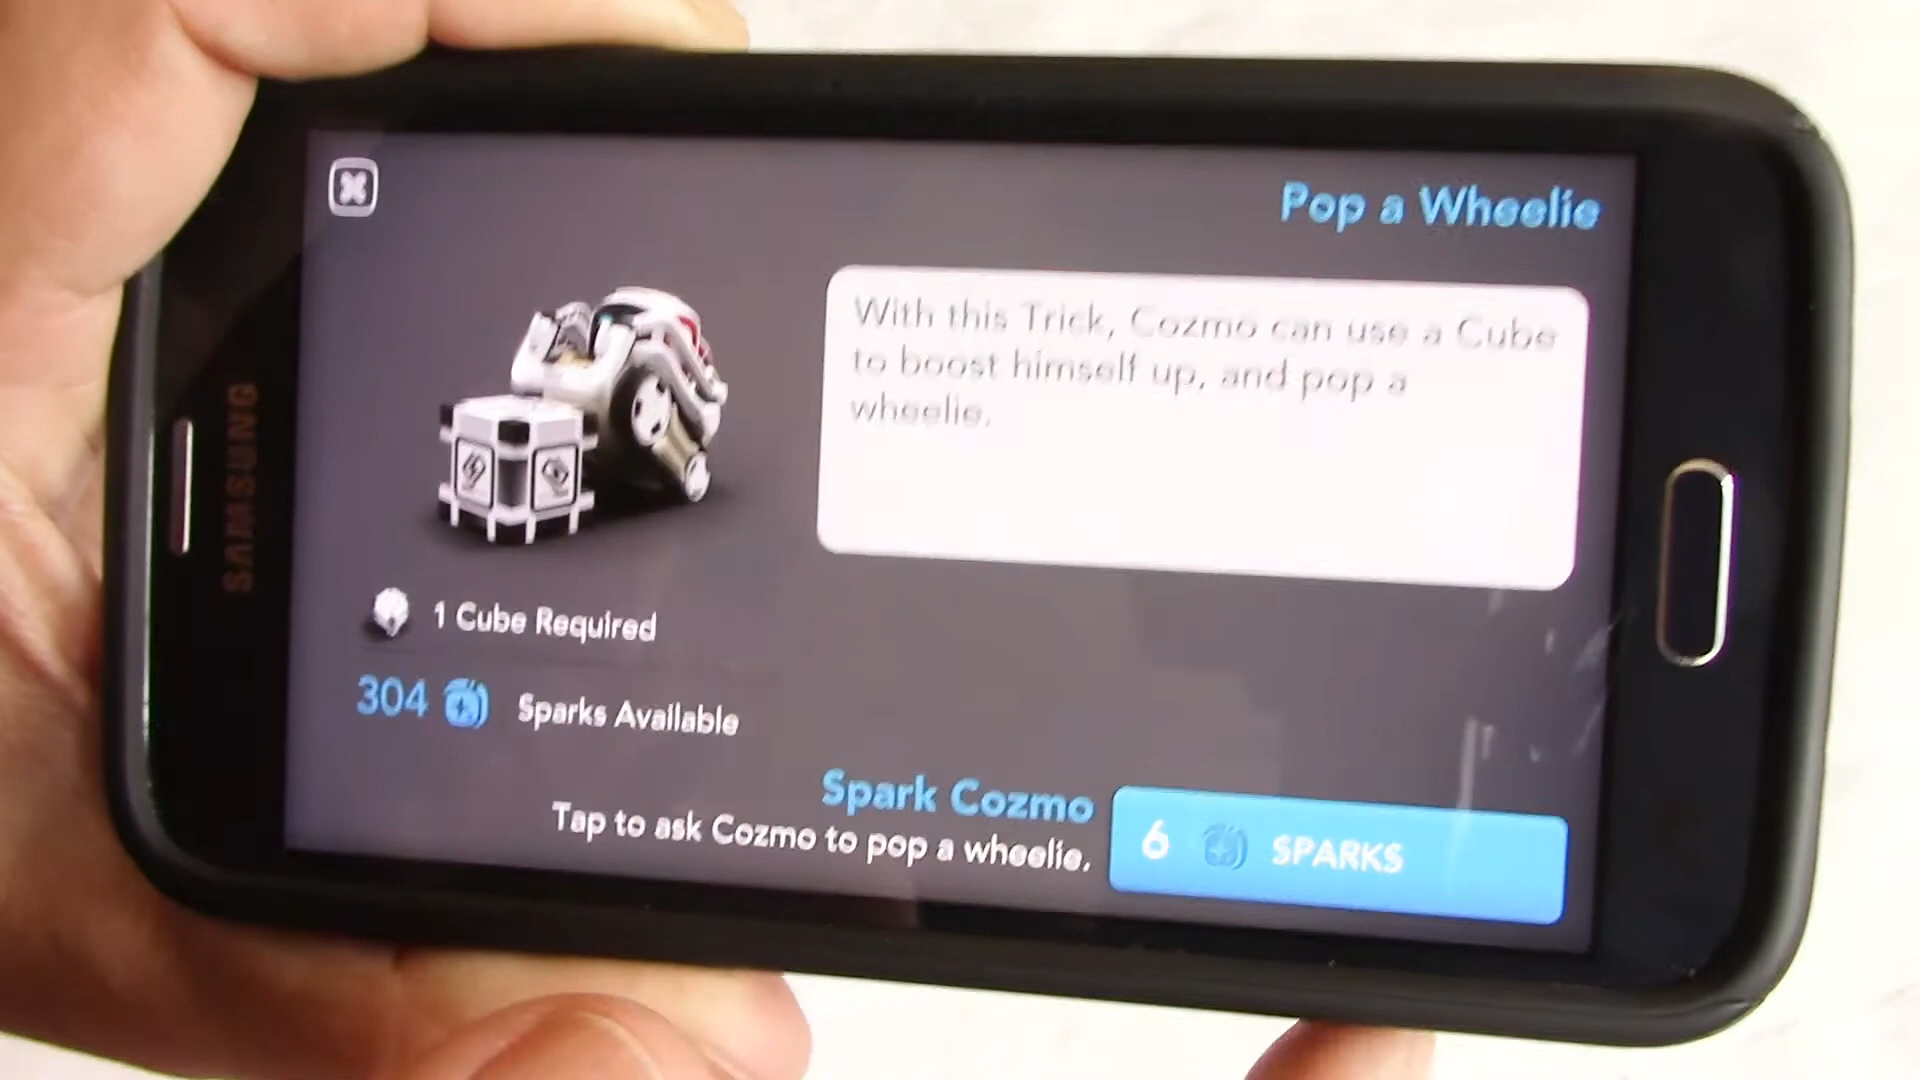 SAMSUNG
Pop a Wheelie
With this Trick, Cozmo can use a Cube
to boost himself up, and pop a
wheelie.
1 Cube Required
304 Sparks Available
Spark Cozmo
Tap to ask Cozmo to pop a wheelie.
6 SPARKS